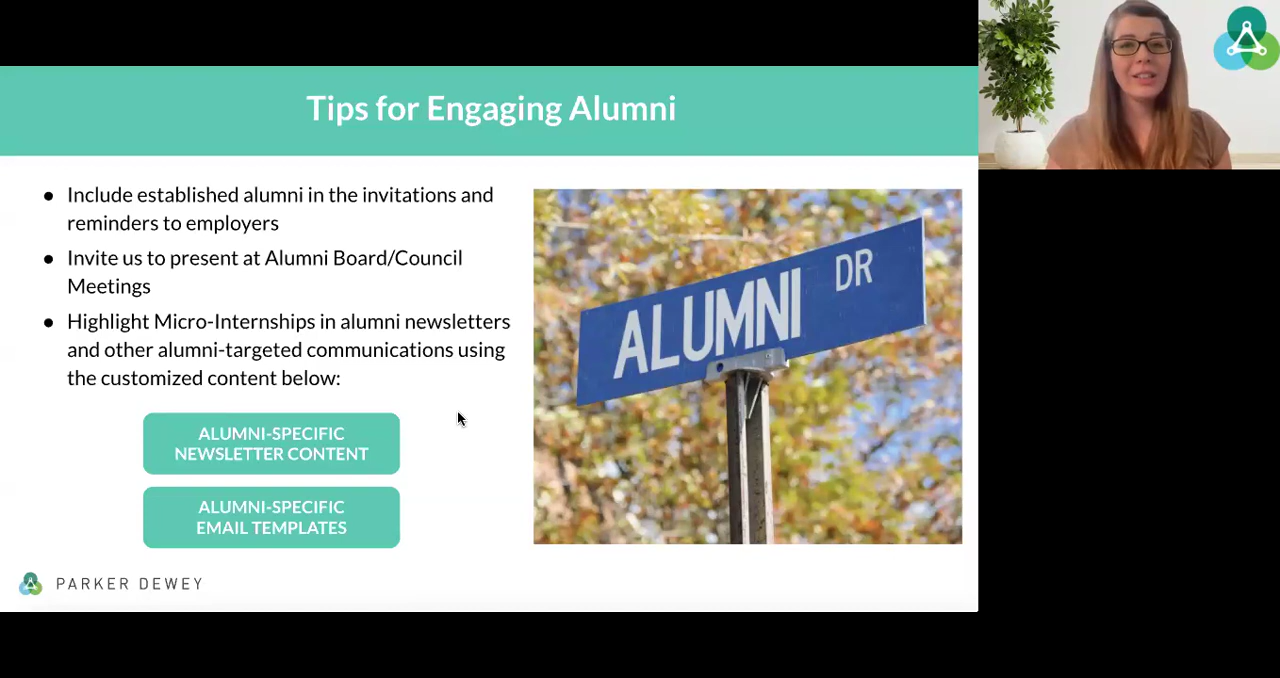 Tips for Engaging Alumni
● Include established alumni in the invitations and
reminders to employers
● Invite us to present at Alumni Board/Council
Meetings
● Highlight Micro-Internships in alumni newsletters
and other alumni-targeted communications using
the customized content below:
ALUMNI-SPECIFIC
NEWSLETTER CONTENT
ALUMNI-SPECIFIC
EMAIL TEMPLATES
ALUMNI DR
PARKER DEWEY